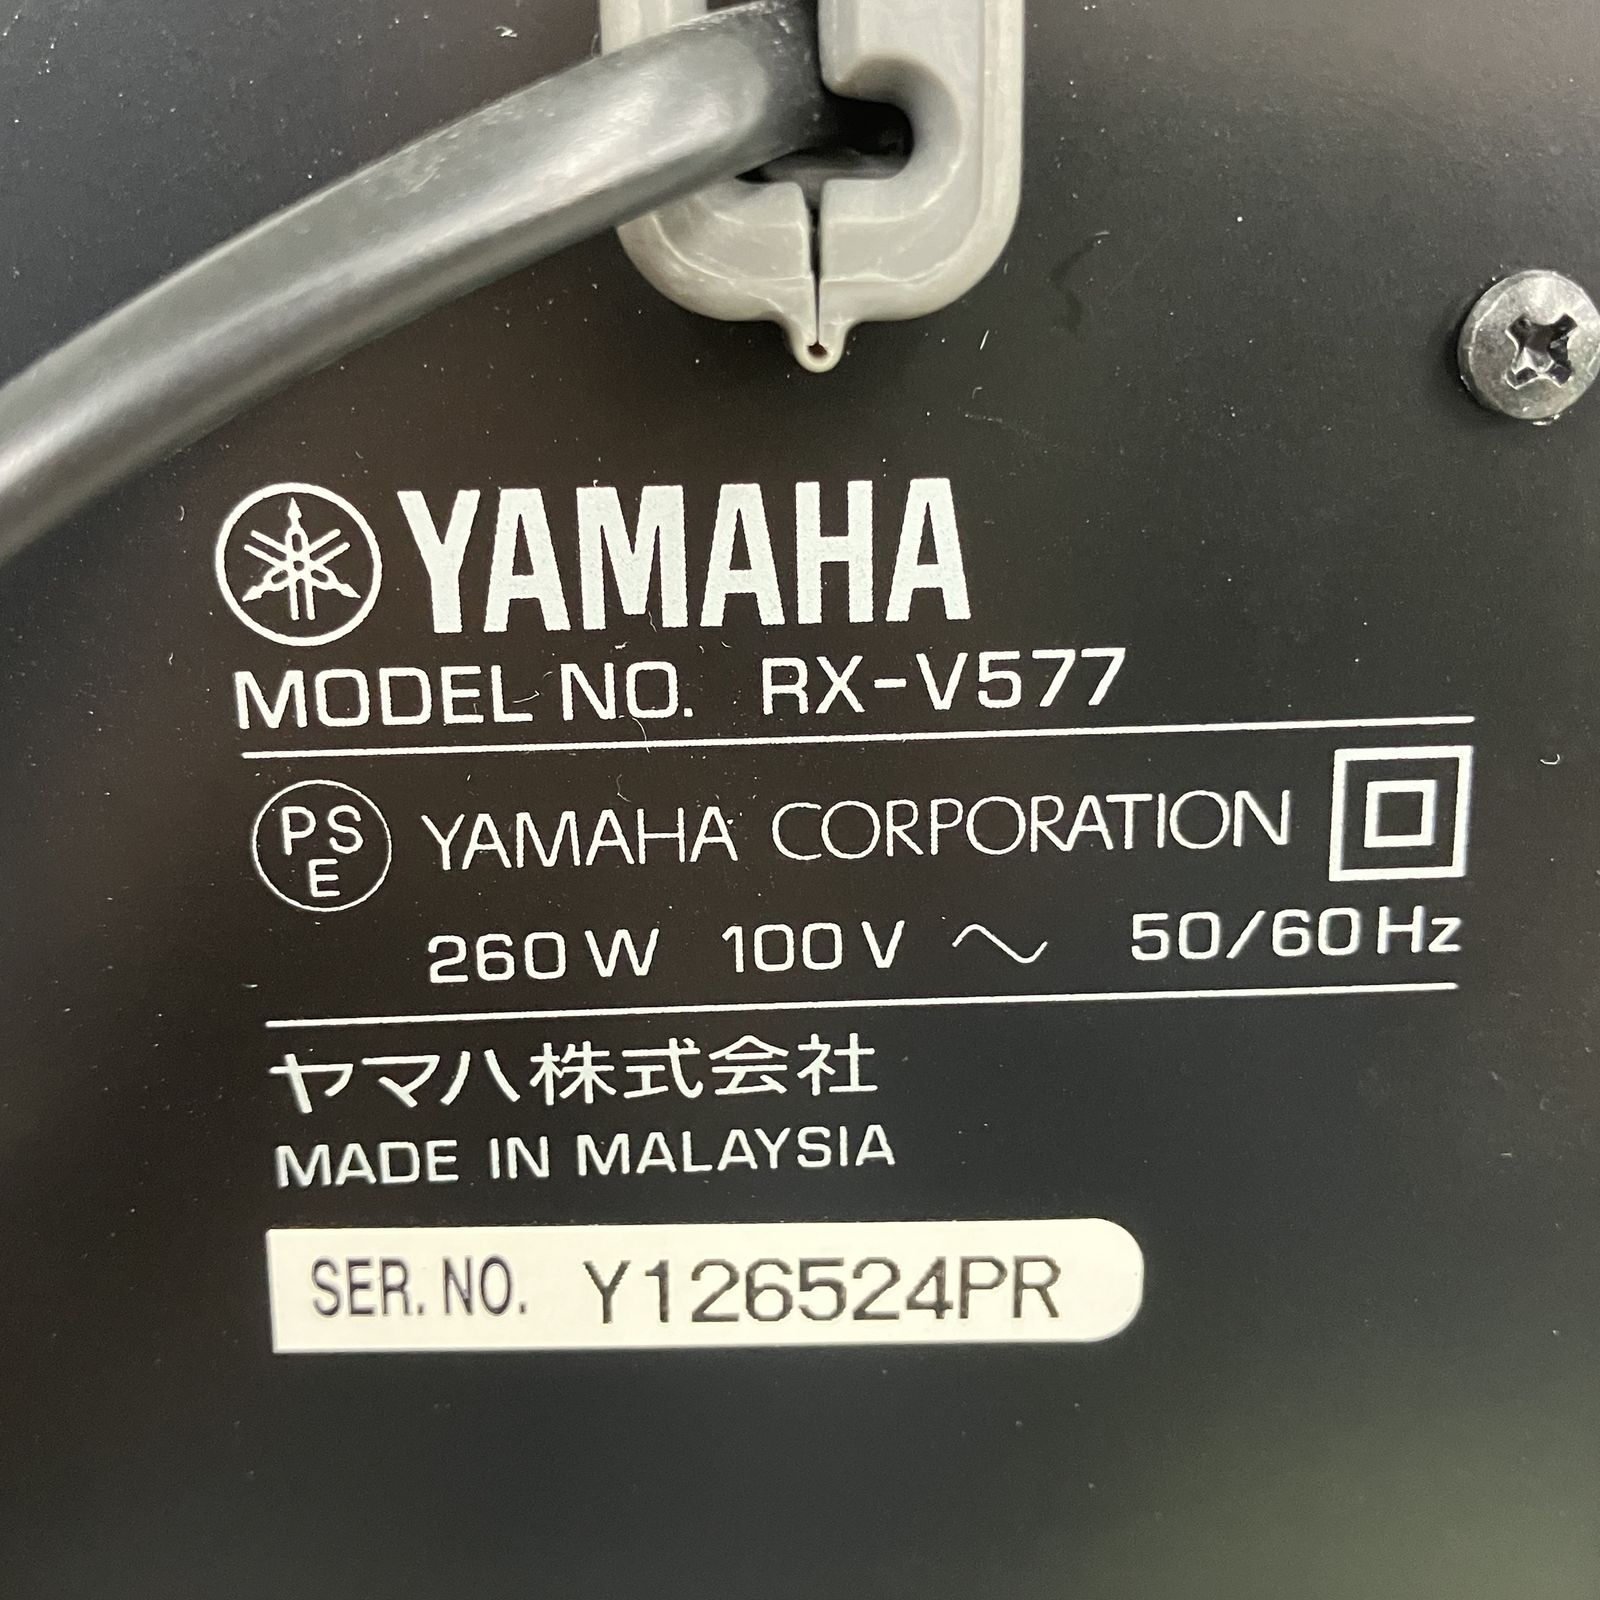 YAMAHA
MODEL NO. RX-V577
PSE YAMAHA CORPORATION
260 W 100 V ~ 50/60 Hz
ヤマハ株式会社
MADE IN MALAYSIA
SER. NO. Y126524PR